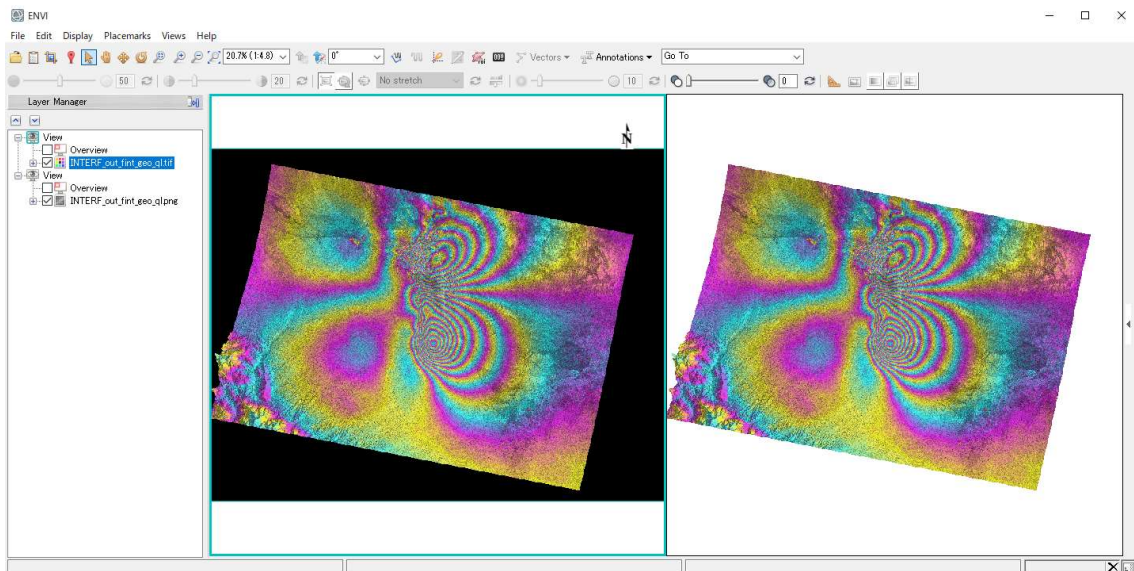 ENVI
File Edit Display Placemarks Views Help
20.7% (1:4.8) 0° Vectors Annotations Go To
50 20 No stretch 10 0
Layer Manager
View
Overview
INTERF_out_fint_geo_ql.tif
View
Overview
INTERF_out_fint_geo_ql.png
N